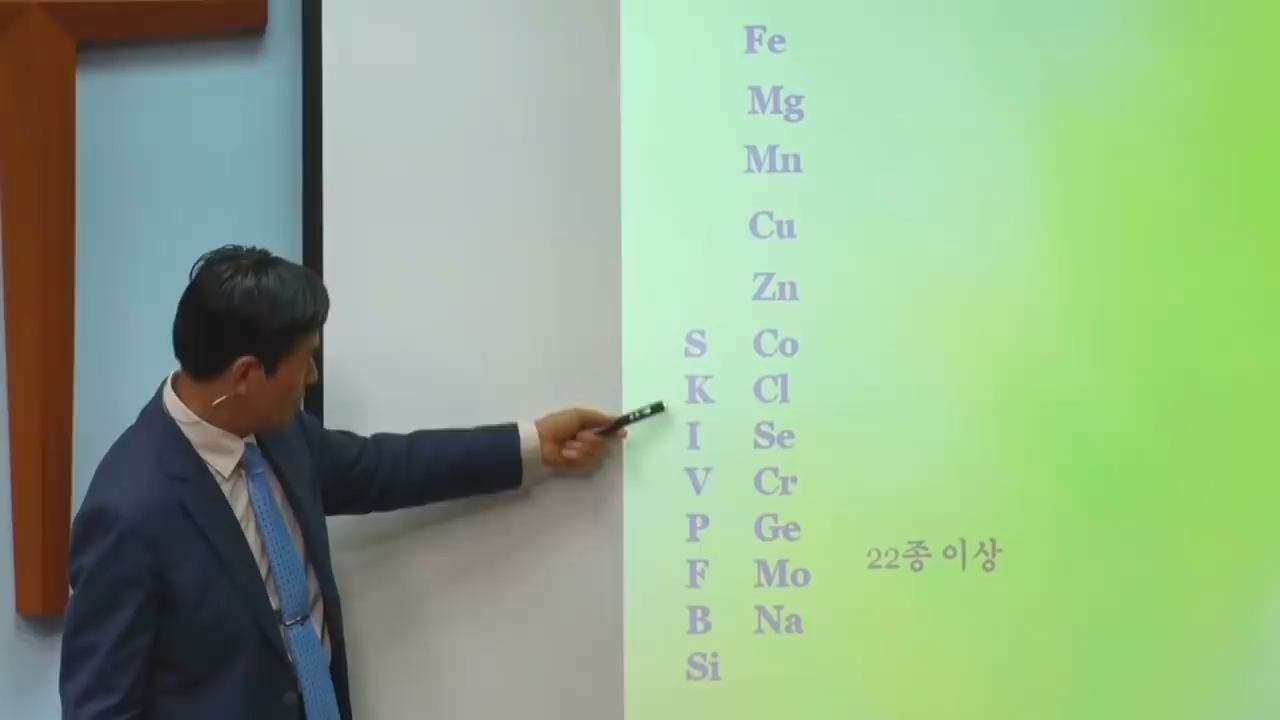 Fe
Mg
Mn
Cu
Zn
S Co
K Cl
I Se
V Cr
P Ge
22종 이상
F Mo
B Na
Si